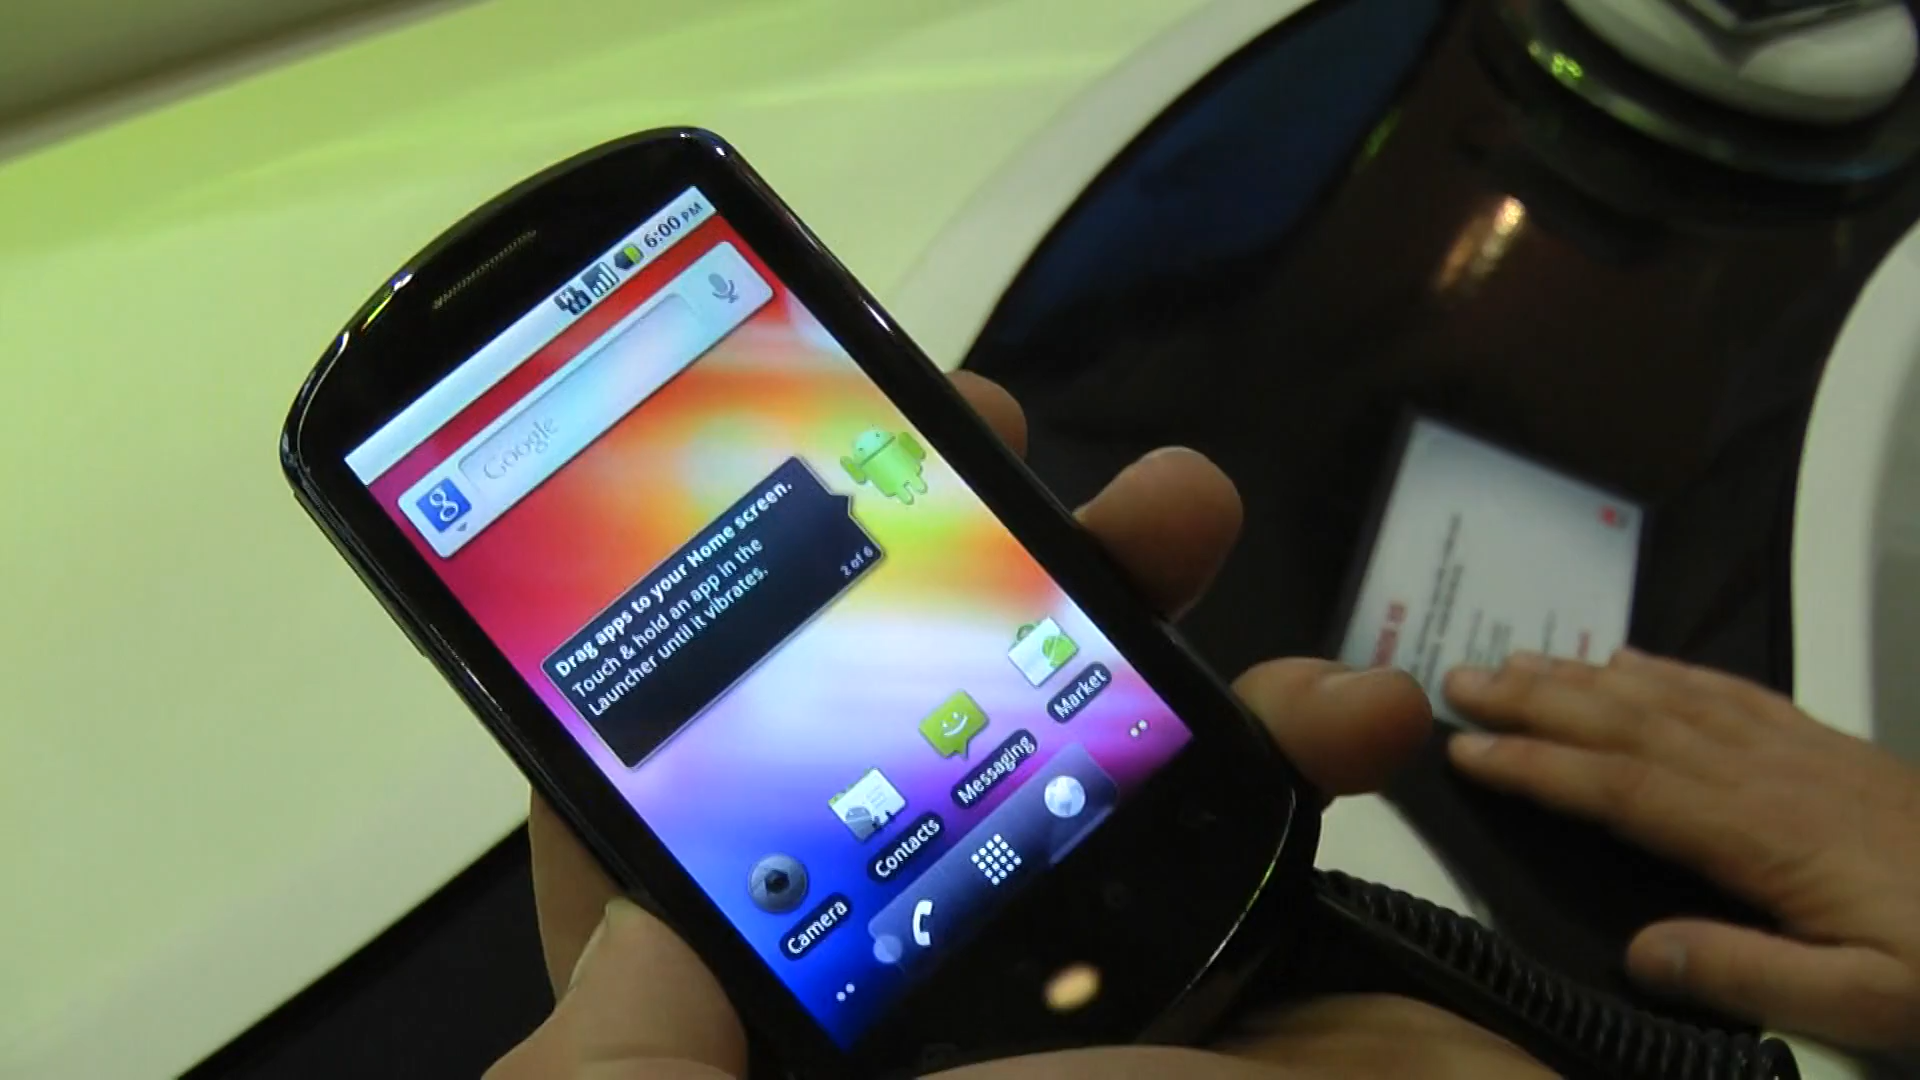 6:00 PM
g
Google
Drag apps to your Home screen.
Touch & hold an app in the
Launcher until it vibrates.
2 of 6
Camera
Contacts
Messaging
Market